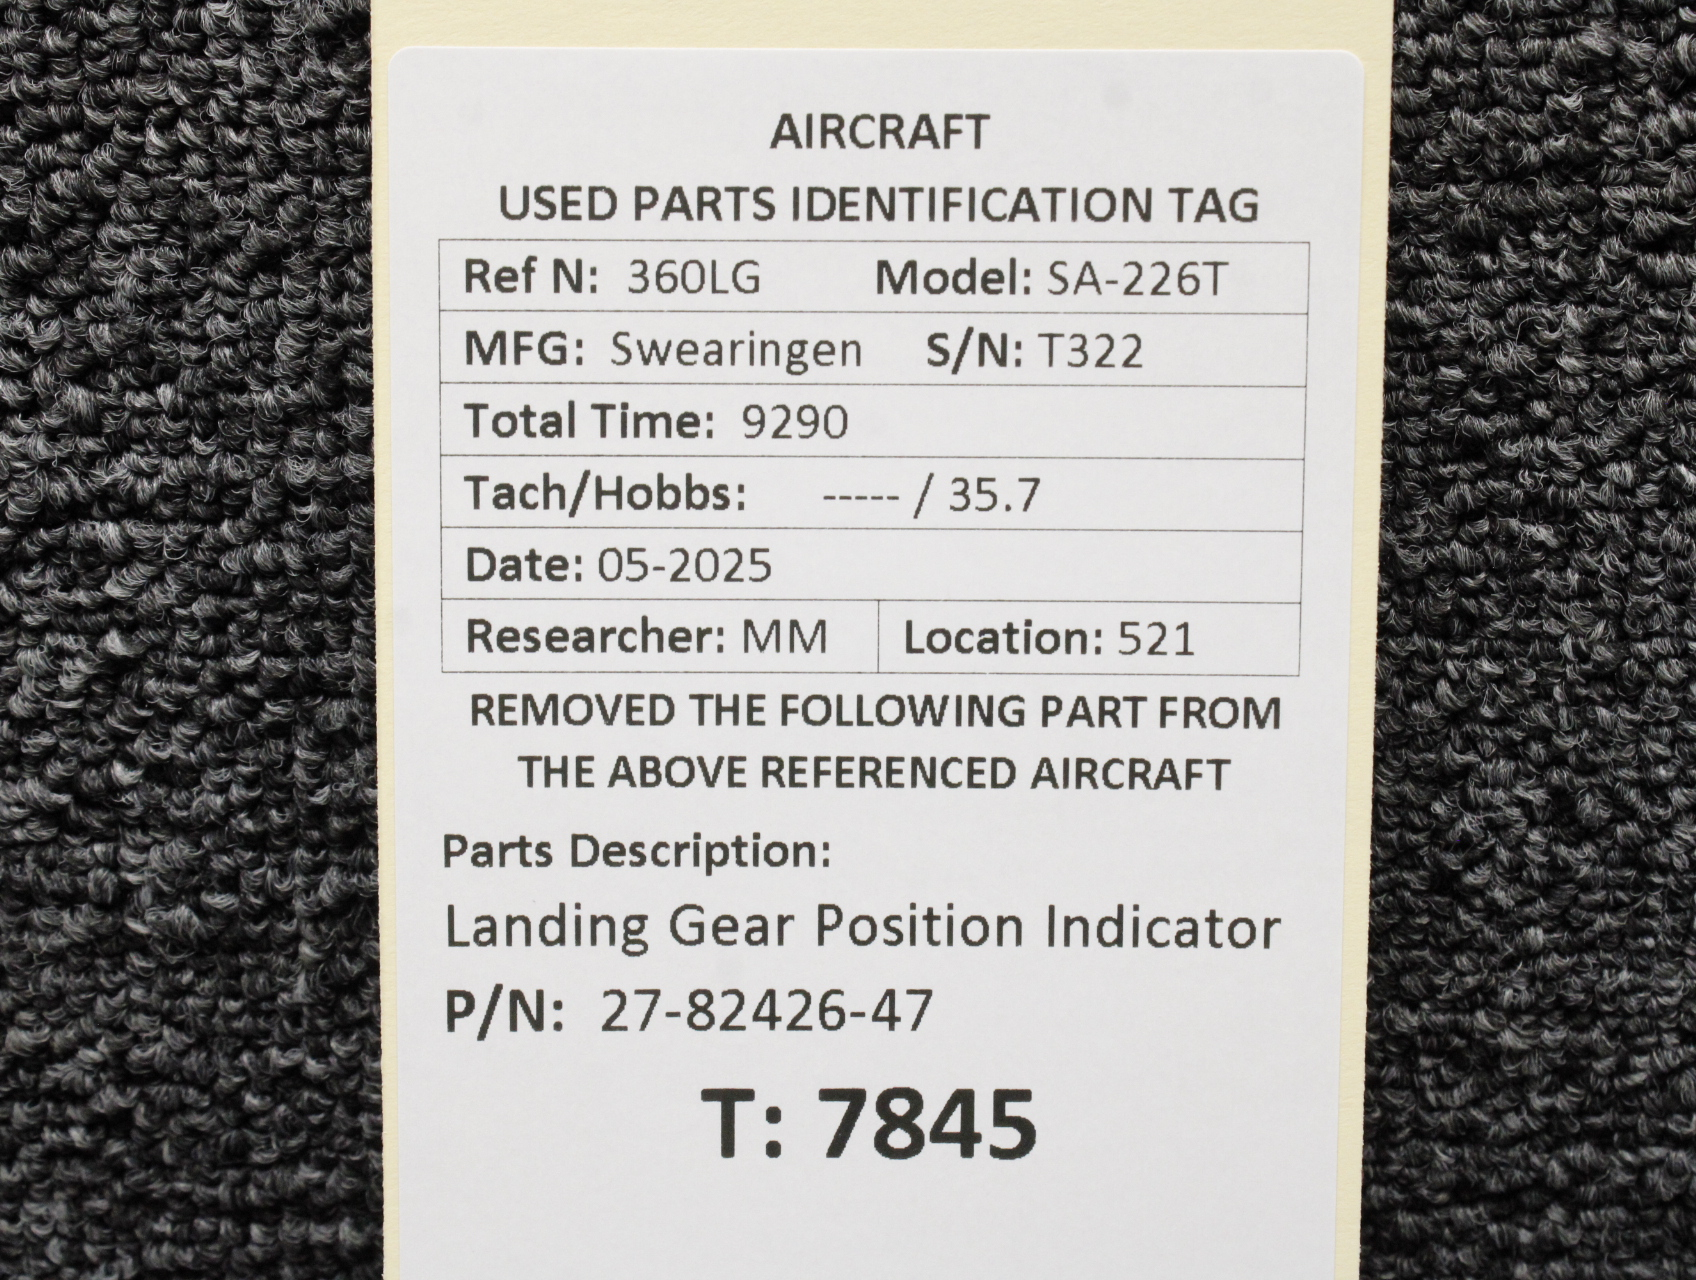 AIRCRAFT
USED PARTS IDENTIFICATION TAG
Ref N: 360LG Model: SA-226T
MFG: Swearingen S/N: T322
Total Time: 9290
Tach/Hobbs: ----- / 35.7
Date: 05-2025
Researcher: MM Location: 521
REMOVED THE FOLLOWING PART FROM
THE ABOVE REFERENCED AIRCRAFT
Parts Description:
Landing Gear Position Indicator
P/N: 27-82426-47
T: 7845